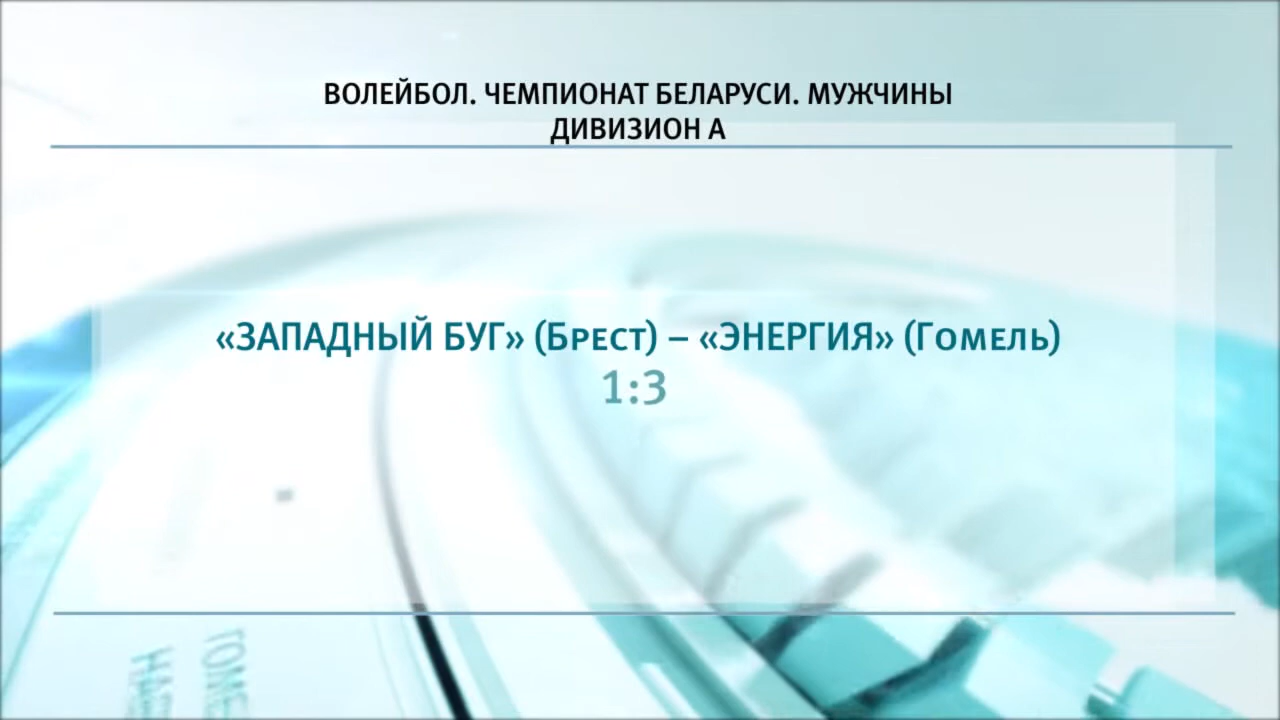 ВОЛЕЙБОЛ. ЧЕМПИОНАТ БЕЛАРУСИ. МУЖЧИНЫ
ДИВИЗИОН А
«ЗАПАДНЫЙ БУГ» (Брест) – «ЭНЕРГИЯ» (Гомель)
1:3